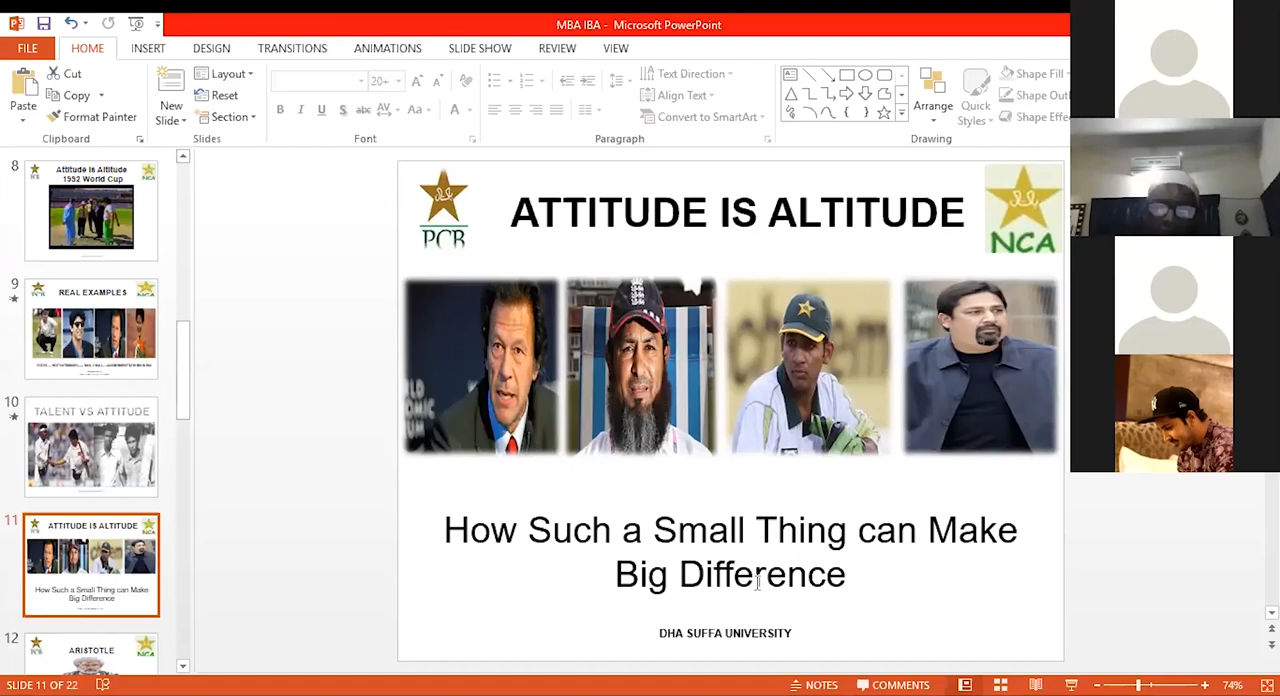 MBA IBA - Microsoft PowerPoint
FILE HOME INSERT DESIGN TRANSITIONS ANIMATIONS SLIDE SHOW REVIEW VIEW
Cut
Copy
Format Painter
Paste
Clipboard
New
Slide
Layout
Reset
Section
Slides
20+
B I U S abc AV Aa A
Font
Text Direction
Align Text
Convert to SmartArt
Paragraph
Arrange
Quick
Styles
Shape Fill
Shape Out
Shape Effe
Drawing
8
Attitude is Altitude
1992 World Cup
PCB
NCA
9
REAL EXAMPLES
10
TALENT VS ATTITUDE
11
ATTITUDE IS ALTITUDE
How Such a Small Thing can Make
Big Difference
12
ARISTOTLE
PCB
ATTITUDE IS ALTITUDE
NCA
How Such a Small Thing can Make
Big Difference
DHA SUFFA UNIVERSITY
SLIDE 11 OF 22
NOTES
COMMENTS
74%